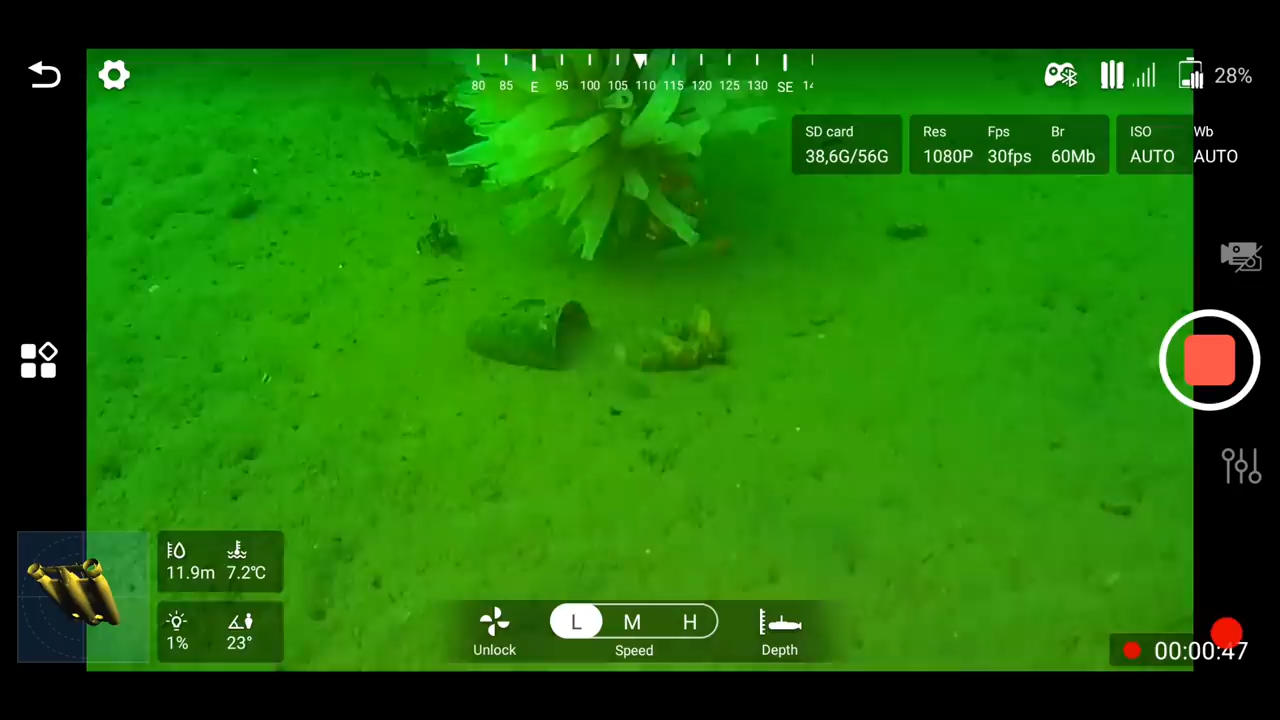 80 85 E 95 100 105 110 115 120 125 130 SE 14
28%
SD card
38,6G/56G
Res Fps Br
1080P 30fps 60Mb
ISO Wb
AUTO AUTO
11.9m 7.2℃
1% 23°
L M H
Unlock Speed Depth
00:00:47